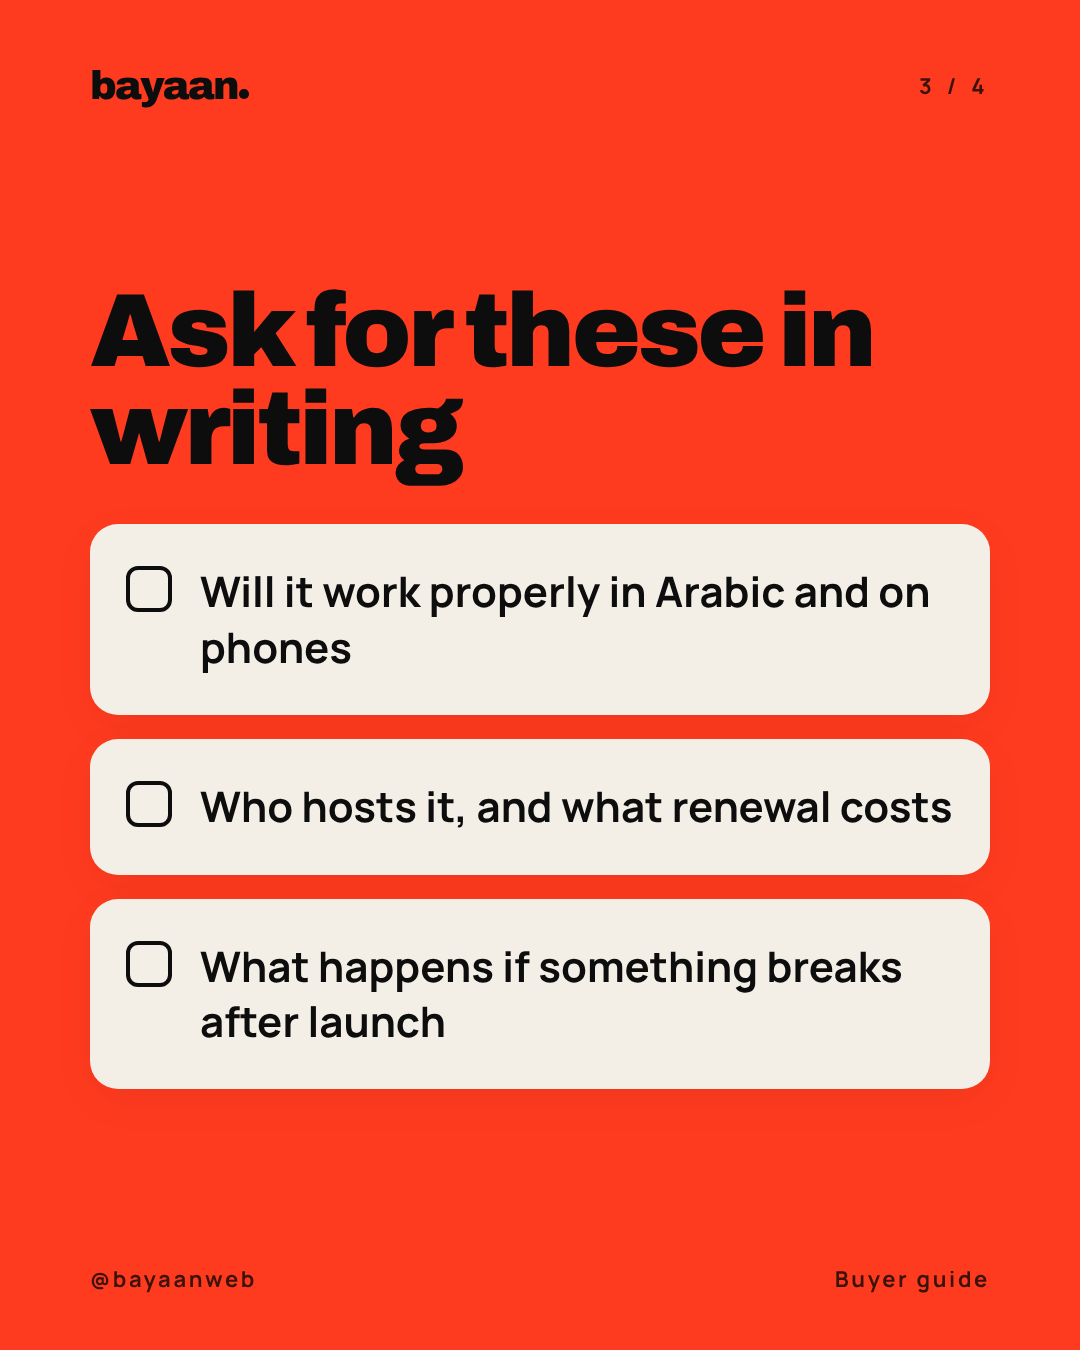 bayaan.
3 / 4
Ask for these in
writing
Will it work properly in Arabic and on
phones
Who hosts it, and what renewal costs
What happens if something breaks
after launch
@bayaanweb
Buyer guide